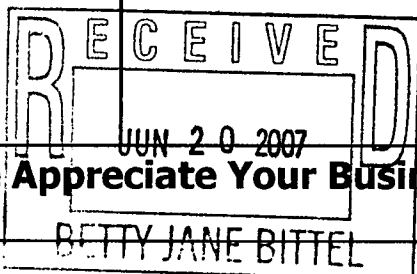 RECEIVED
JUN 20 2007
Appreciate Your Busi
BETTY JANE BITTEL